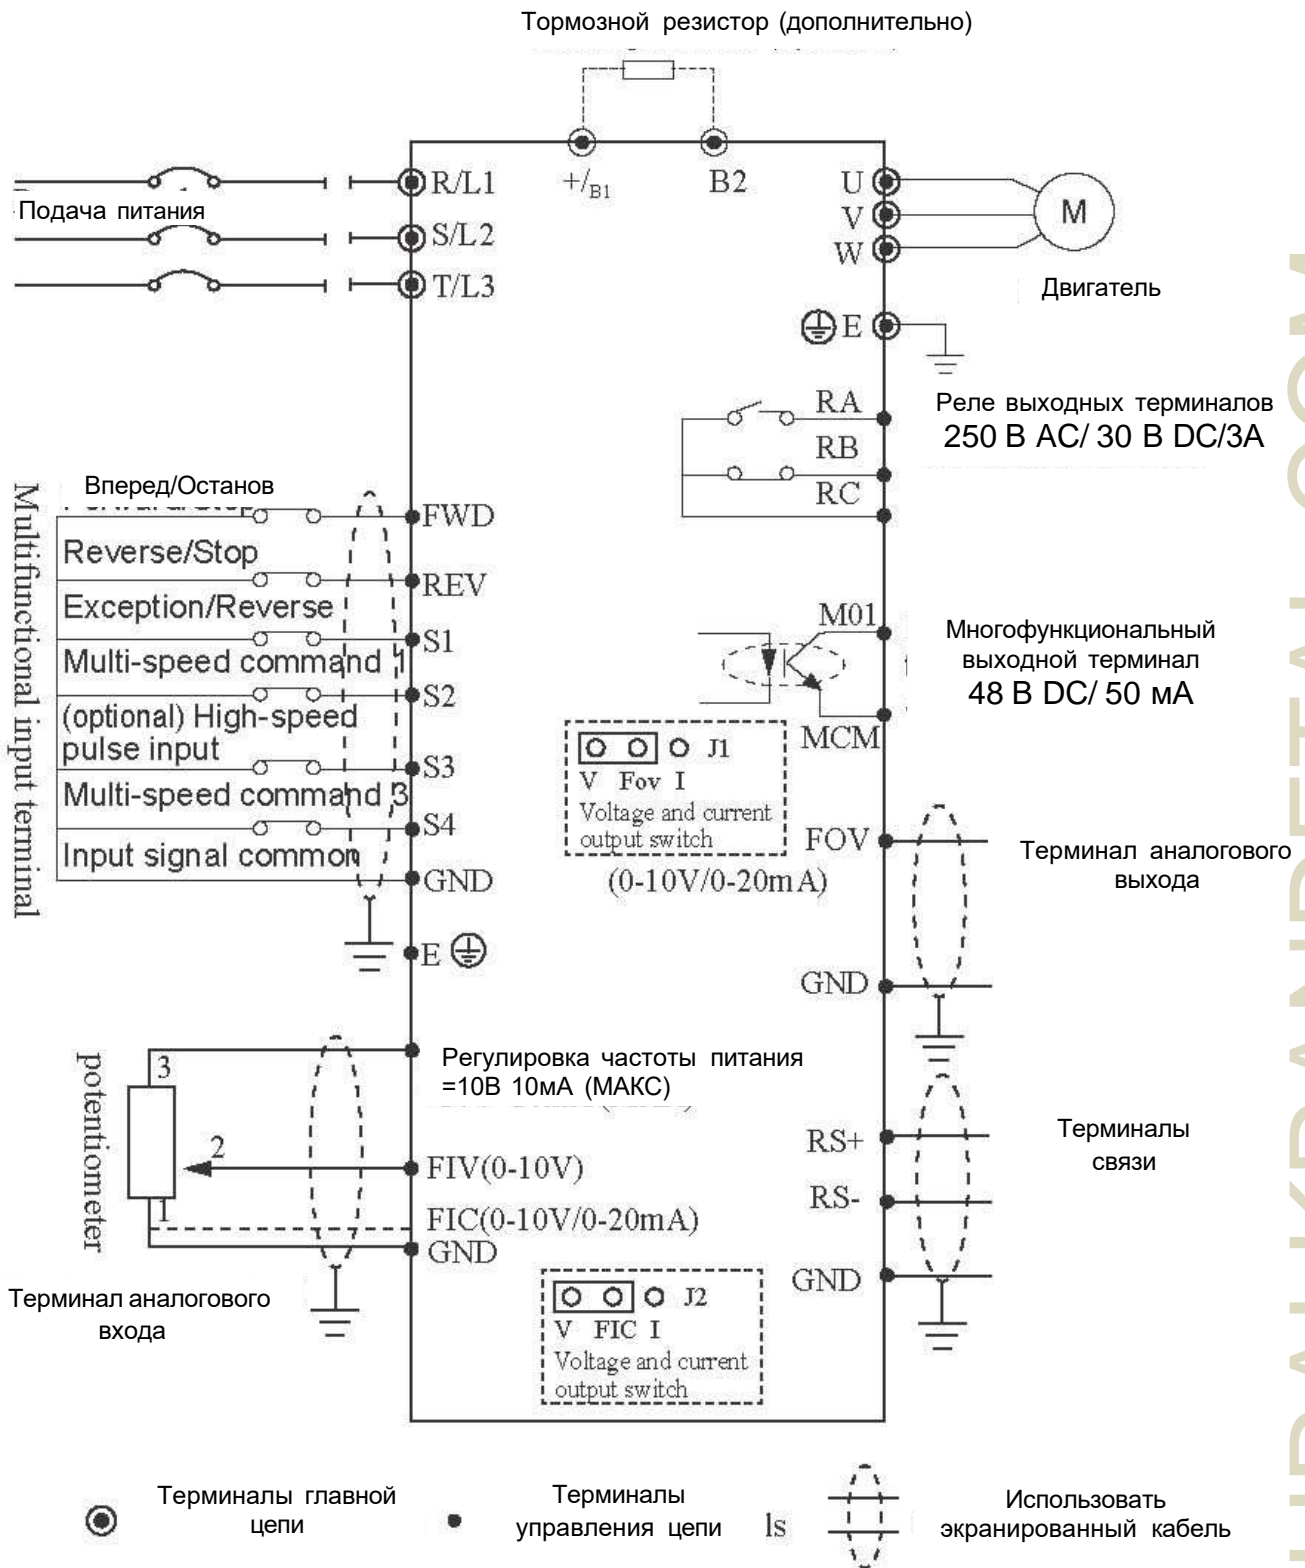 Тормозной резистор (дополнительно)
R/L1
+/B1
B2
U
Подача питания
V
M
S/L2
W
T/L3
Двигатель
E
RA
Реле выходных терминалов
250 В AC/ 30 В DC/3A
RB
RC
Multifunctional input terminal
Вперед/Останов
FWD
Reverse/Stop
REV
Exception/Reverse
S1
Multi-speed command 1
S2
(optional) High-speed
pulse input
S3
Multi-speed command 3
S4
Input signal common
GND
E
M01
Многофункциональный
выходной терминал
48 В DC/ 50 мА
MCM
J1
V Fov I
Voltage and current
output switch
FOV
(0-10V/0-20mA)
Терминал аналогового
выхода
GND
potentiometer
3
2
1
Регулировка частоты питания
=10В 10мА (МАКС)
FIV(0-10V)
FIC(0-10V/0-20mA)
GND
RS+
Терминалы
связи
RS-
GND
Терминал аналогового
входа
J2
V FIC I
Voltage and current
output switch
Терминалы главной
цепи
Терминалы
управления цепи
ls
Использовать
экранированный кабель